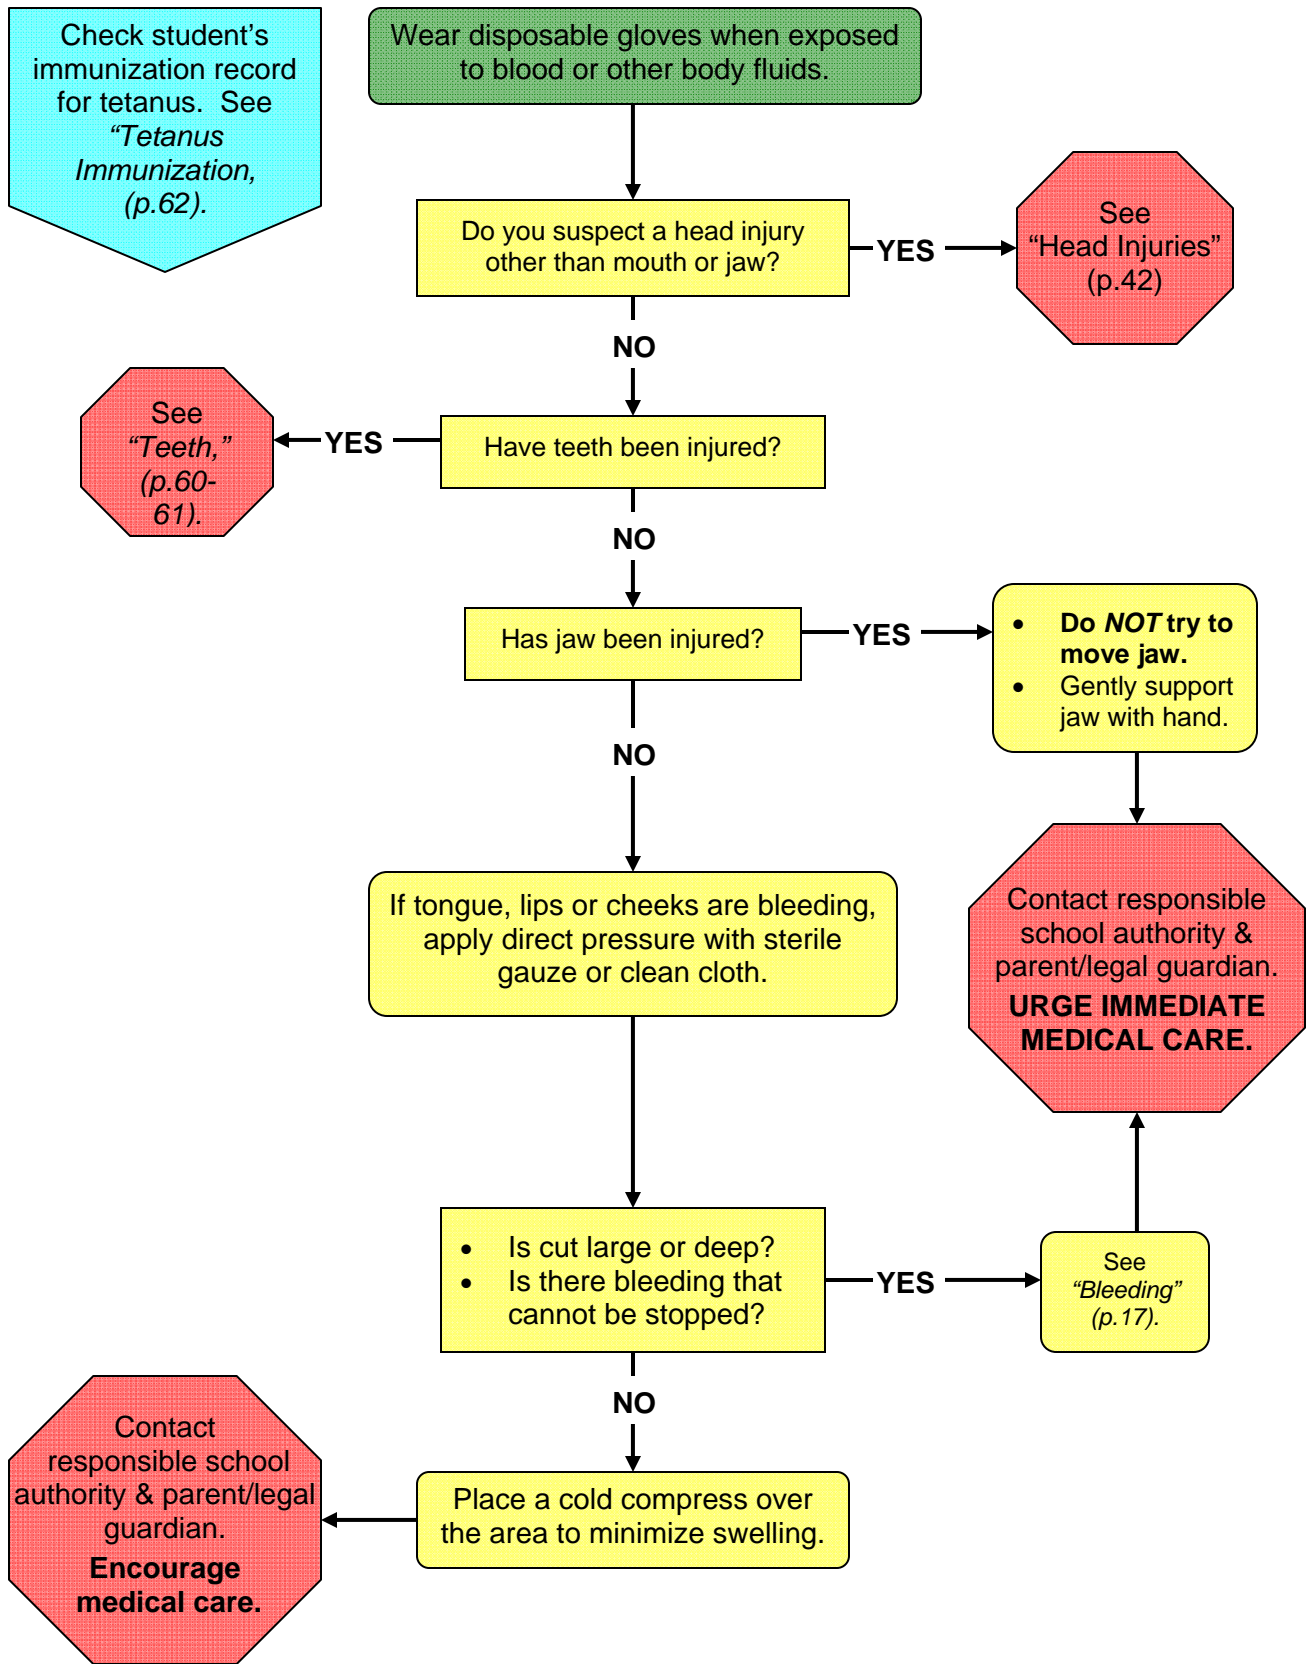 Check student’s
immunization record
for tetanus.  See
“Tetanus
Immunization,
(p.62).
Wear disposable gloves when exposed
to blood or other body fluids.
Do you suspect a head injury
other than mouth or jaw?
YES
See
“Head Injuries”
(p.42)
NO
Have teeth been injured?
YES
See
“Teeth,”
(p.60-
61).
NO
Has jaw been injured?
YES
• Do NOT try to
move jaw.
• Gently support
jaw with hand.
NO
If tongue, lips or cheeks are bleeding,
apply direct pressure with sterile
gauze or clean cloth.
Contact responsible
school authority &
parent/legal guardian.
URGE IMMEDIATE
MEDICAL CARE.
• Is cut large or deep?
• Is there bleeding that
cannot be stopped?
YES
See
“Bleeding”
(p.17).
NO
Place a cold compress over
the area to minimize swelling.
Contact
responsible school
authority & parent/legal
guardian.
Encourage
medical care.